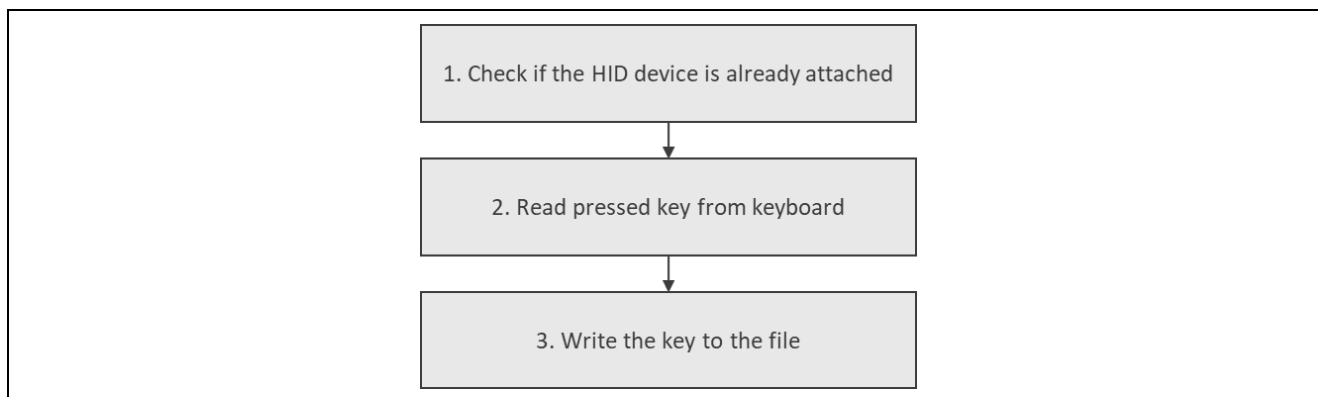 1. Check if the HID device is already attached
2. Read pressed key from keyboard
3. Write the key to the file